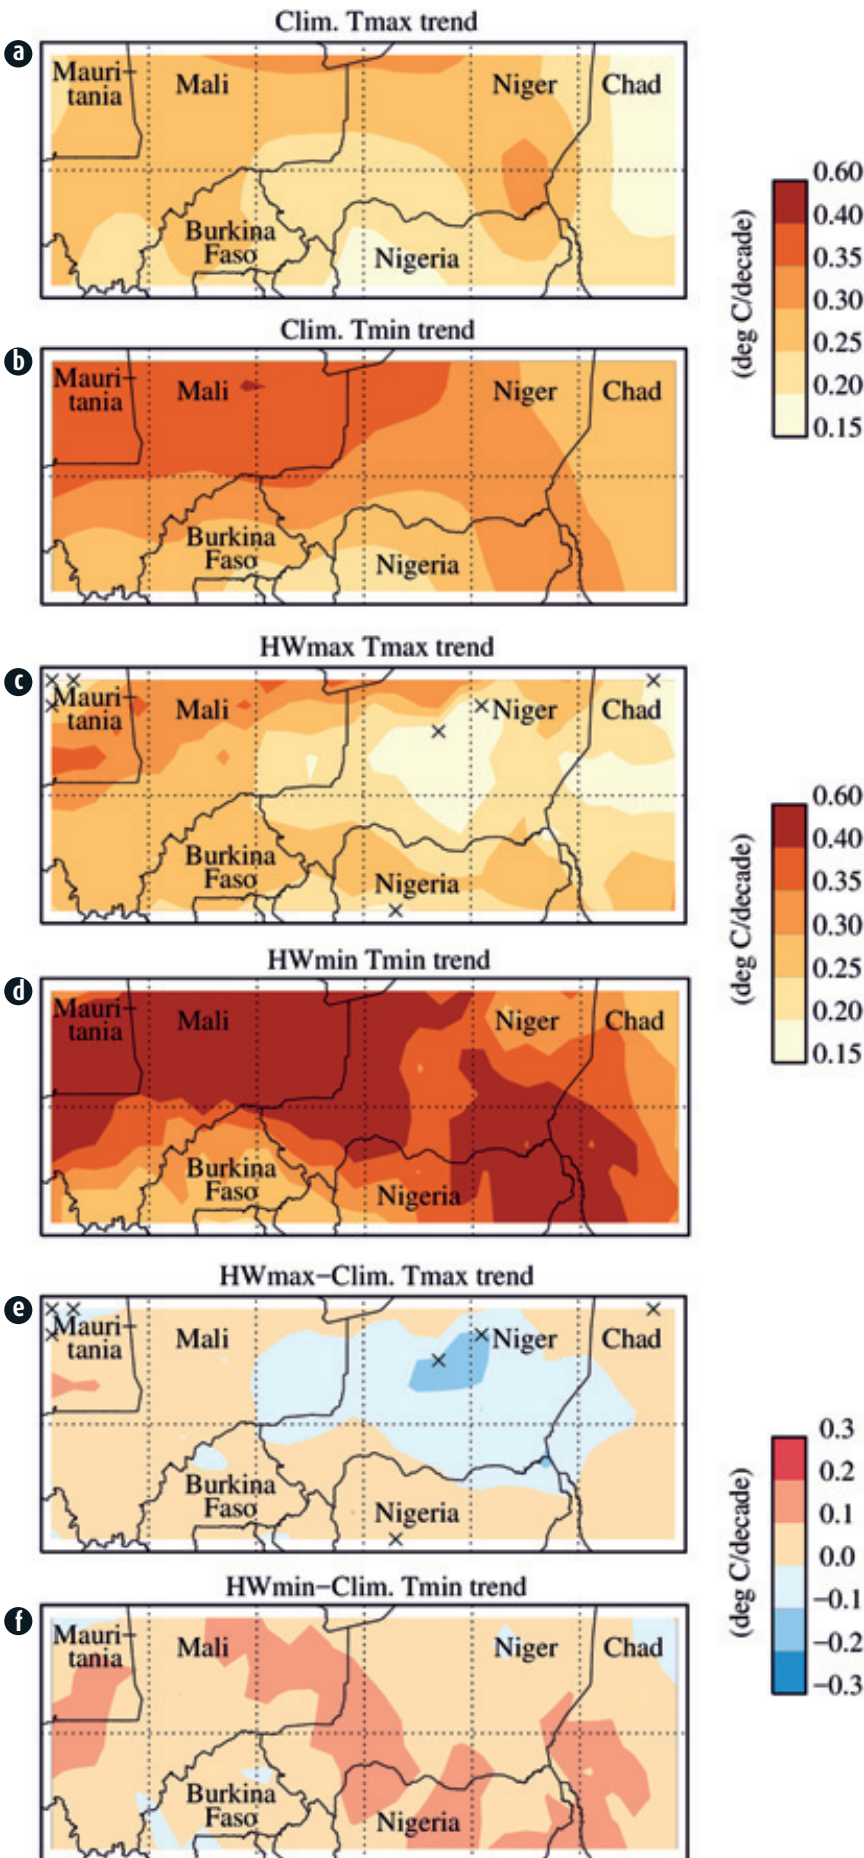 Clim. Tmax trend
a
Mauri-
tania
Mali
Niger
Chad
Burkina
Faso
Nigeria
Clim. Tmin trend
b
Mauri-
tania
Mali
Niger
Chad
Burkina
Faso
Nigeria
0.60
0.40
0.35
0.30
0.25
0.20
0.15
(deg C/decade)
HWmax Tmax trend
c
Mauri-
tania
Mali
Niger
Chad
Burkina
Faso
Nigeria
HWmin Tmin trend
d
Mauri-
tania
Mali
Niger
Chad
Burkina
Faso
Nigeria
0.60
0.40
0.35
0.30
0.25
0.20
0.15
(deg C/decade)
HWmax−Clim. Tmax trend
e
Mauri-
tania
Mali
Niger
Chad
Burkina
Faso
Nigeria
HWmin−Clim. Tmin trend
f
Mauri-
tania
Mali
Niger
Chad
Burkina
Faso
Nigeria
0.3
0.2
0.1
0.0
−0.1
−0.2
−0.3
(deg C/decade)